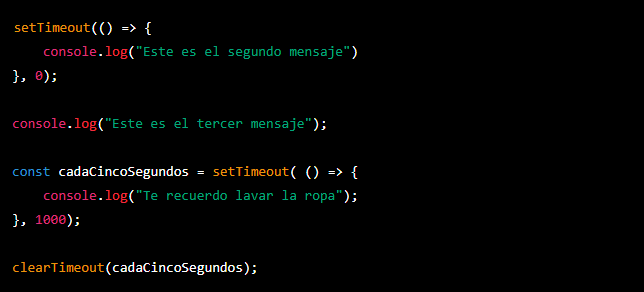 setTimeout(() => {
    console.log("Este es el segundo mensaje")
}, 0);
console.log("Este es el tercer mensaje");
const cadaCincoSegundos = setTimeout( () => {
    console.log("Te recuerdo lavar la ropa");
}, 1000);
clearTimeout(cadaCincoSegundos);